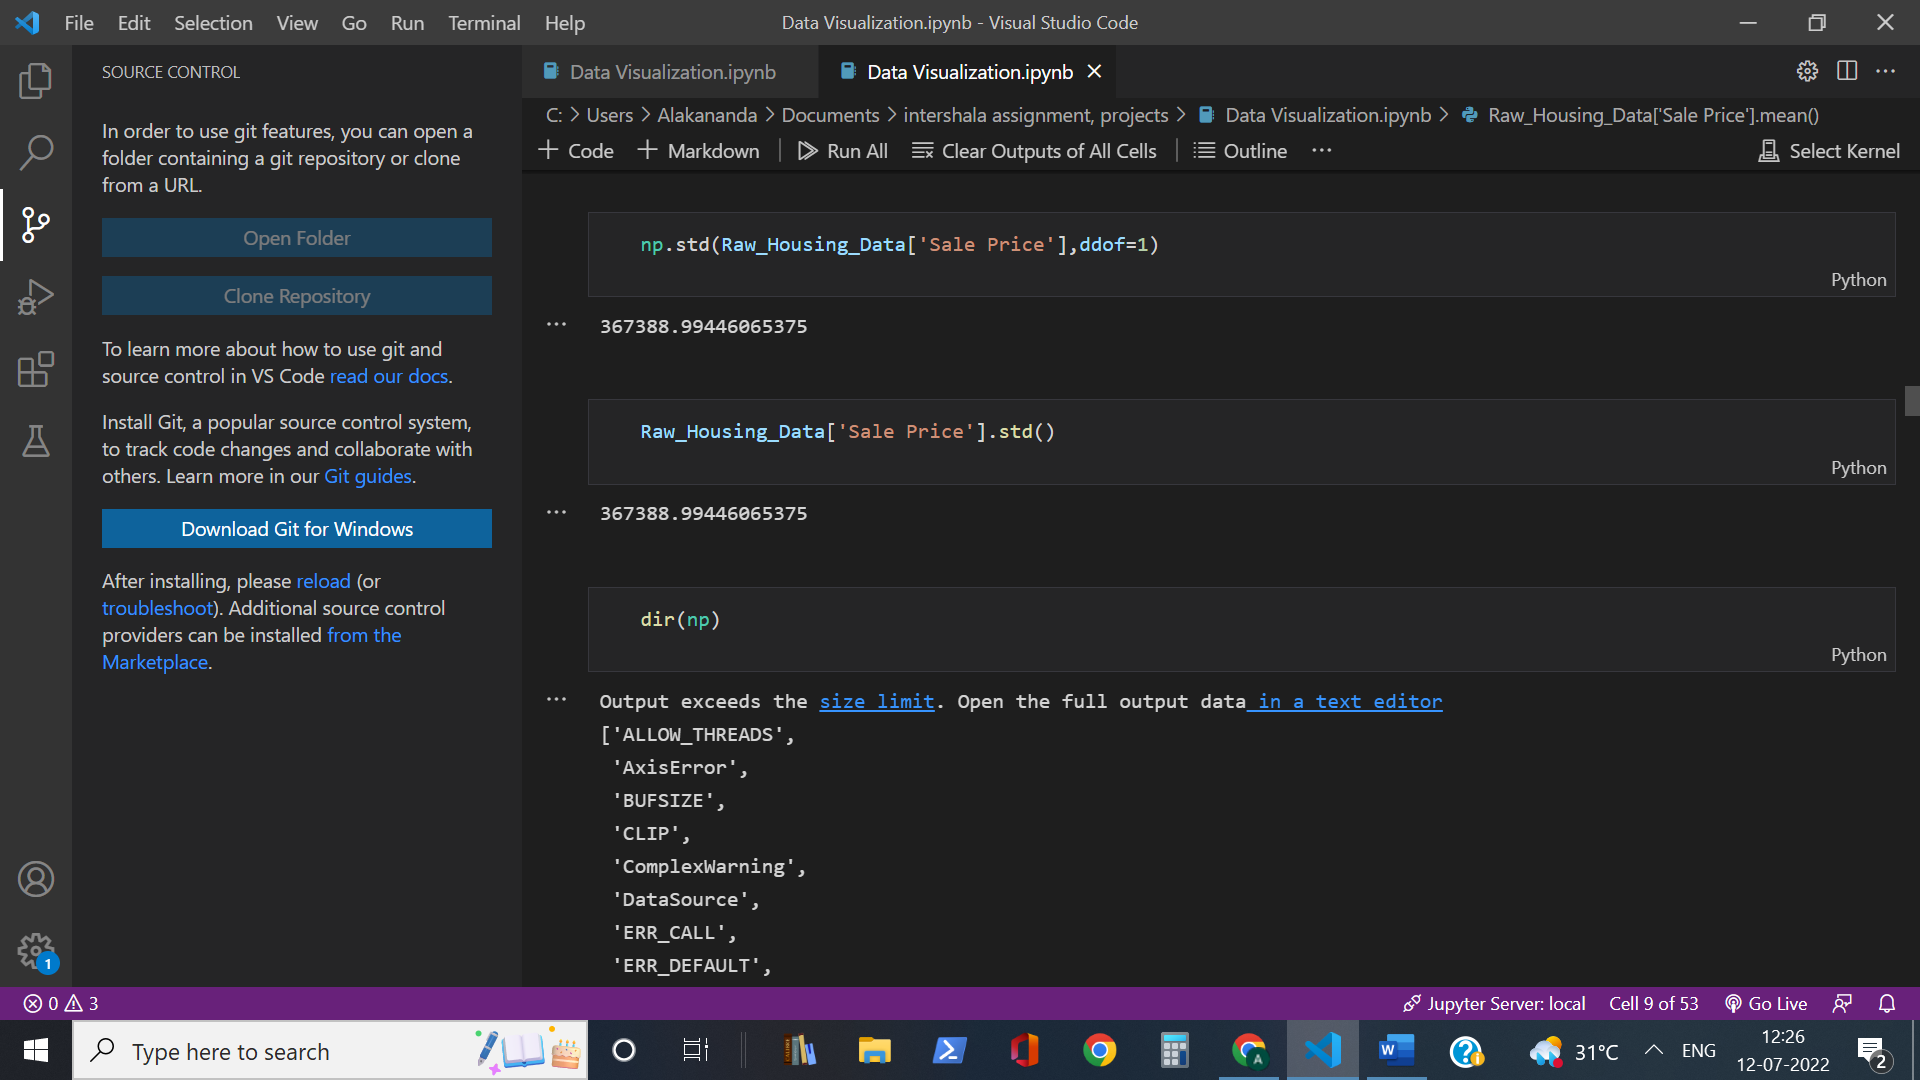 File Edit Selection View Go Run Terminal Help
Data Visualization.ipynb - Visual Studio Code
SOURCE CONTROL
In order to use git features, you can open a
folder containing a git repository or clone
from a URL.
Open Folder
Clone Repository
To learn more about how to use git and
source control in VS Code read our docs.
Install Git, a popular source control system,
to track code changes and collaborate with
others. Learn more in our Git guides.
Download Git for Windows
After installing, please reload (or
troubleshoot). Additional source control
providers can be installed from the
Marketplace.
1
Data Visualization.ipynb
Data Visualization.ipynb
C: > Users > Alakananda > Documents > intershala assignment, projects > Data Visualization.ipynb > Raw_Housing_Data['Sale Price'].mean()
+ Code + Markdown Run All Clear Outputs of All Cells Outline ... Select Kernel
np.std(Raw_Housing_Data['Sale Price'],ddof=1)
Python
... 367388.99446065375
Raw_Housing_Data['Sale Price'].std()
Python
... 367388.99446065375
dir(np)
Python
... Output exceeds the size limit. Open the full output data in a text editor
['ALLOW_THREADS',
'AxisError',
'BUFSIZE',
'CLIP',
'ComplexWarning',
'DataSource',
'ERR_CALL',
'ERR_DEFAULT',
0 3 Jupyter Server: local Cell 9 of 53 Go Live
Type here to search
W
A
31°C ENG
12:26
12-07-2022
2